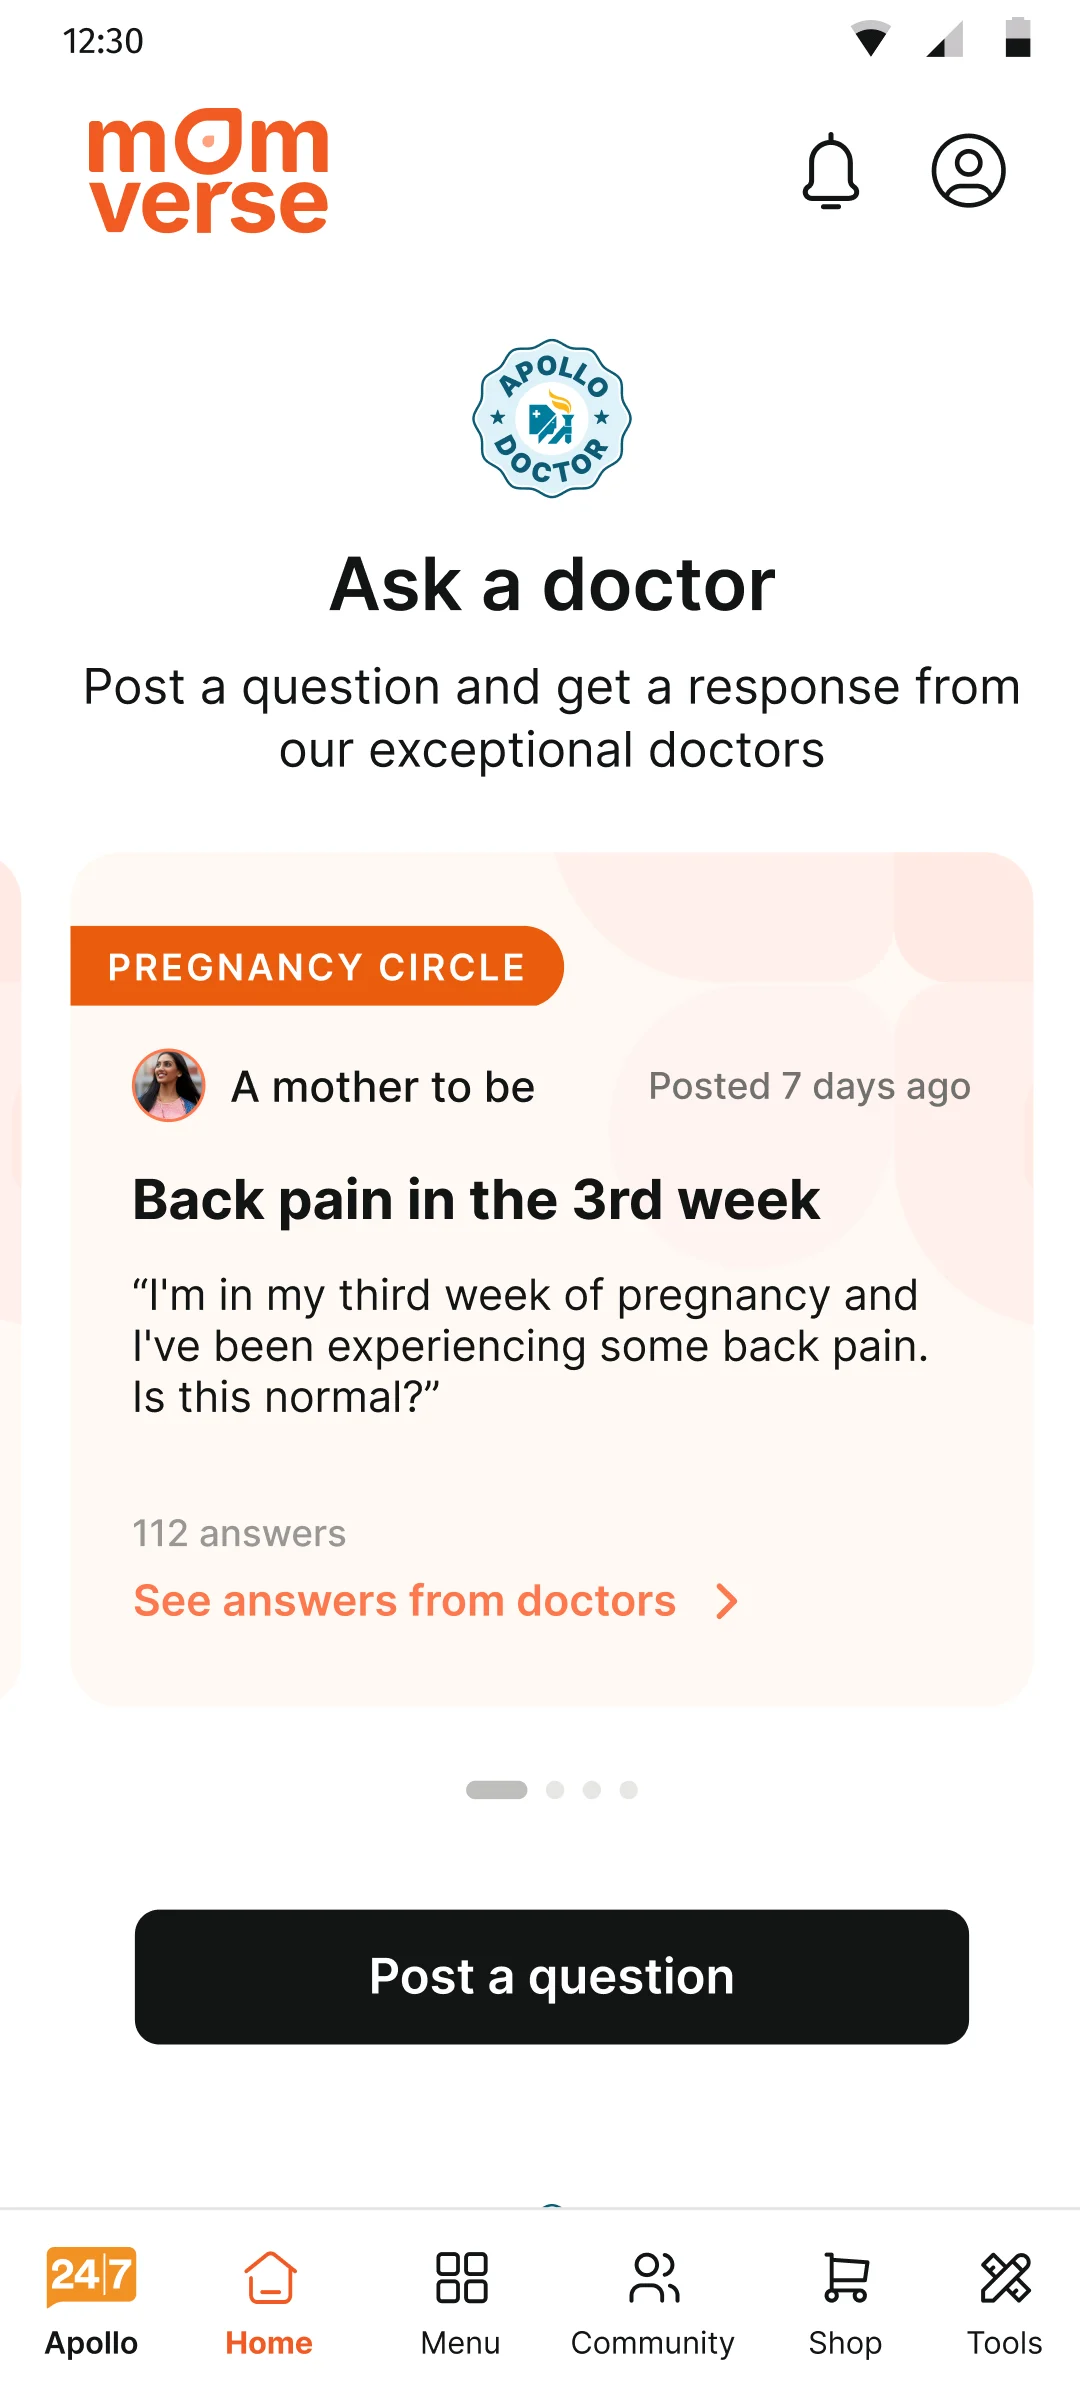 12:30
mom
verse
APOLLO
DOCTOR
Ask a doctor
Post a question and get a response from
our exceptional doctors
PREGNANCY CIRCLE
A mother to be
Posted 7 days ago
Back pain in the 3rd week
“I'm in my third week of pregnancy and
I've been experiencing some back pain.
Is this normal?”
112 answers
See answers from doctors
Post a question
24|7
Apollo
Home
Menu
Community
Shop
Tools